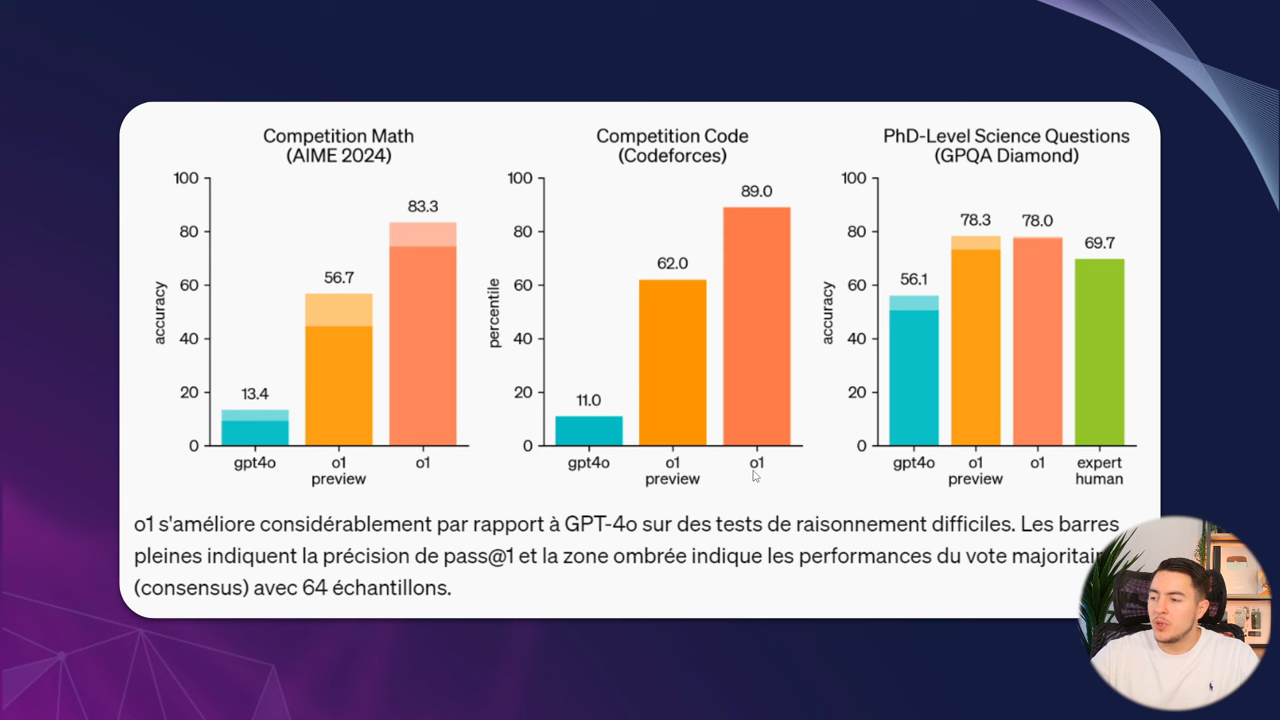 Competition Math
(AIME 2024)
accuracy
100
80
60
40
20
0
13.4
56.7
83.3
gpt4o
o1
preview
o1
Competition Code
(Codeforces)
percentile
100
80
60
40
20
0
11.0
62.0
89.0
gpt4o
o1
preview
o1
PhD-Level Science Questions
(GPQA Diamond)
accuracy
100
80
60
40
20
0
56.1
78.3
78.0
69.7
gpt4o
o1
preview
o1
expert
human
o1 s'améliore considérablement par rapport à GPT-4o sur des tests de raisonnement difficiles. Les barres
pleines indiquent la précision de pass@1 et la zone ombrée indique les performances du vote
(consensus) avec 64 échantillons.